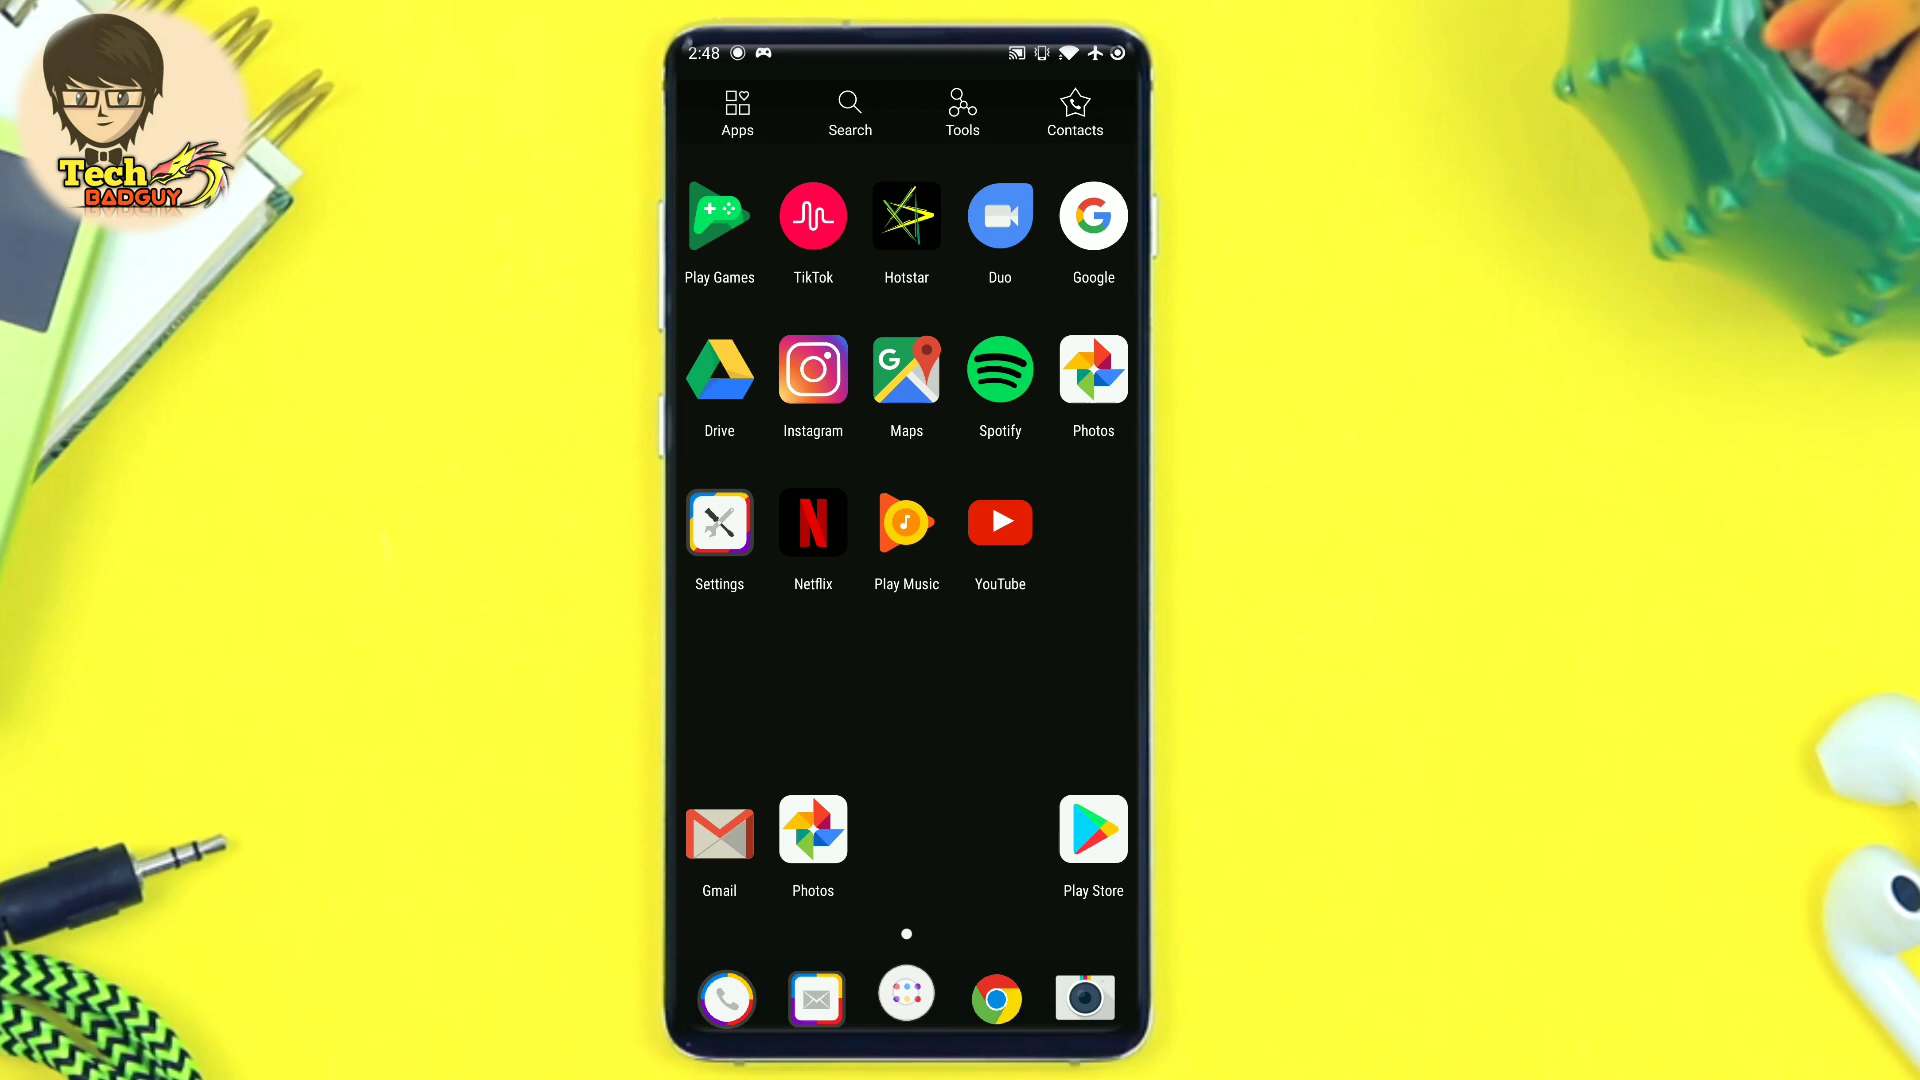 Tech
BADGUY
2:48
Apps Search Tools Contacts
Play Games TikTok Hotstar Duo Google
Drive Instagram Maps Spotify Photos
Settings Netflix Play Music YouTube
Gmail Photos Play Store